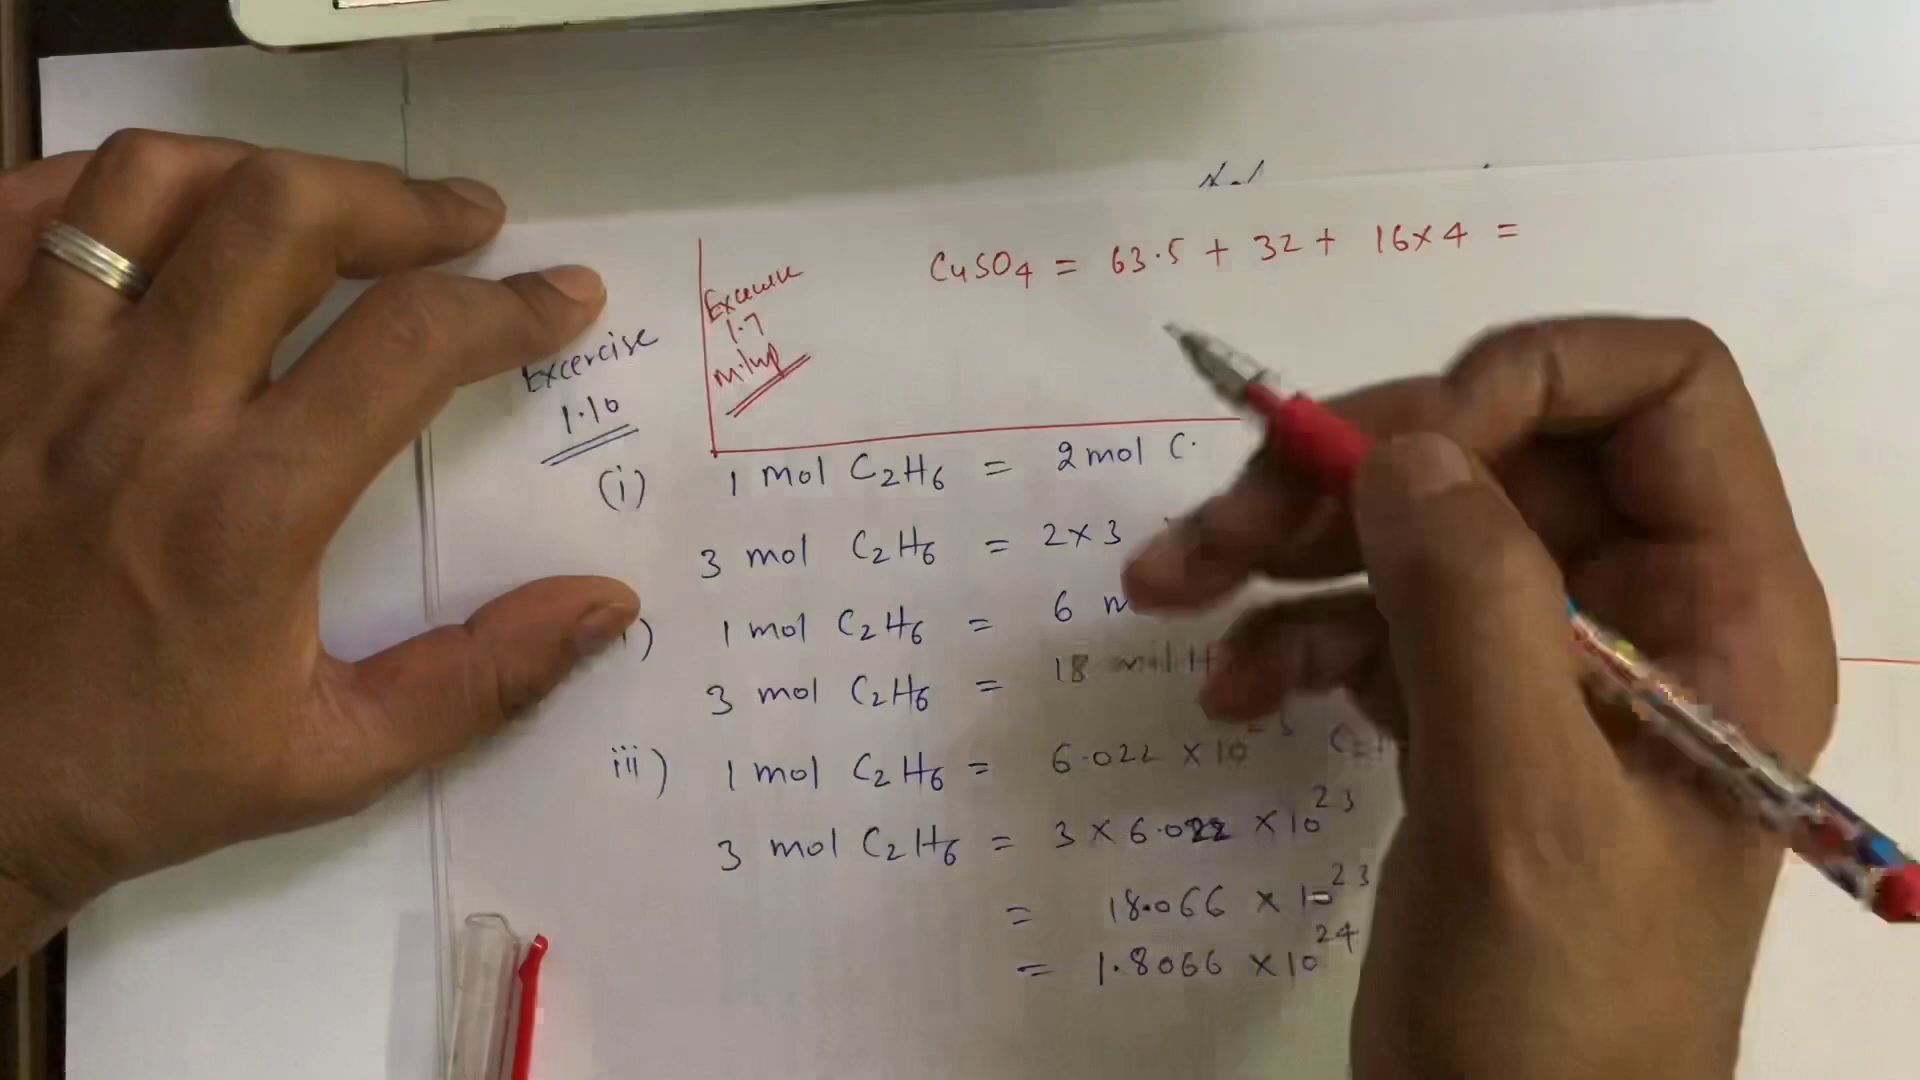 CuSO4 = 63.5 + 32 + 16×4 =
1.7
Excercise
1.10
(i) 1 mol C2H6 = 2 mol C
3 mol C2H6 = 2×3
1 mol C2H6 = 6
3 mol C2H6 = 18 mol H
iii) 1 mol C2H6 = 6.022 × 10
3 mol C2H6 = 3 × 6.022 × 10^23
= 18.066 × 10^23
= 1.8066 × 10^24